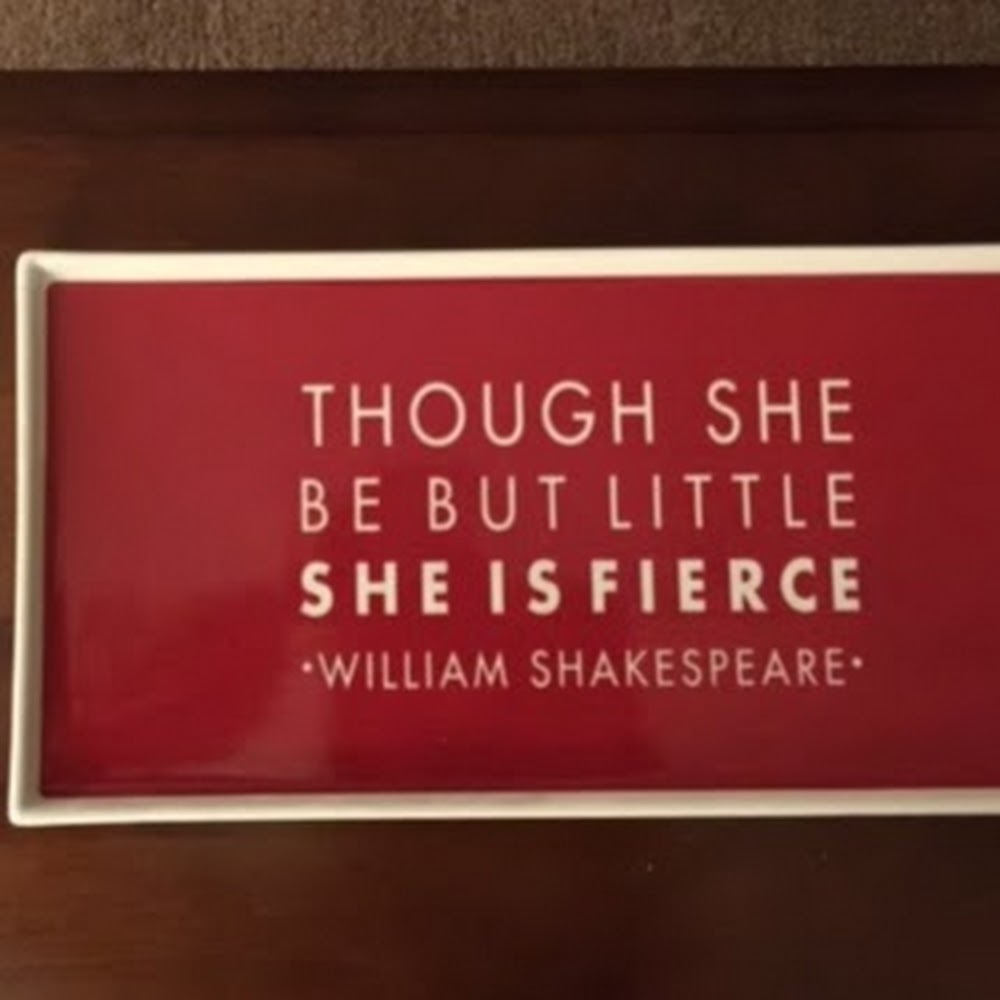 THOUGH SHE
BE BUT LITTLE
SHE IS FIERCE
·WILLIAM SHAKESPEARE·